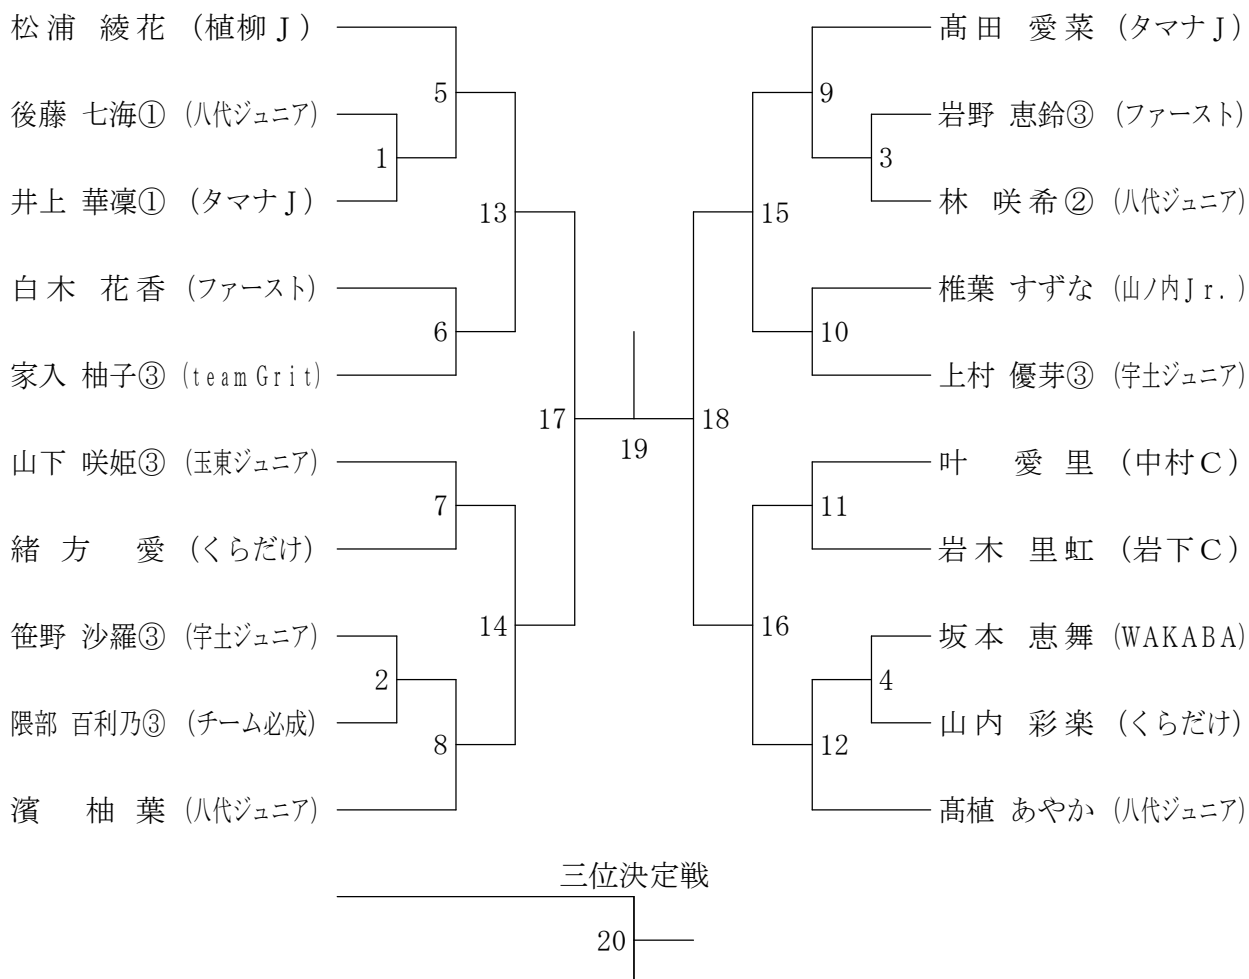 松浦 綾花 (植柳J)
5
後藤 七海① (八代ジュニア)
1
井上 華凜① (タマナJ)
13
白木 花香 (ファースト)
6
家入 柚子③ (teamGrit)
17
山下 咲姫③ (玉東ジュニア)
7
緒方 愛 (くらだけ)
14
笹野 沙羅③ (宇土ジュニア)
2
隈部 百利乃③ (チーム必成)
8
濱 柚葉 (八代ジュニア)
19
髙田 愛菜 (タマナJ)
9
岩野 恵鈴③ (ファースト)
3
林 咲希② (八代ジュニア)
15
椎葉 すずな (山ノ内Jr.)
10
上村 優芽③ (宇土ジュニア)
18
叶 愛里 (中村C)
11
岩木 里虹 (岩下C)
16
坂本 恵舞 (WAKABA)
4
山内 彩楽 (くらだけ)
12
髙植 あやか (八代ジュニア)
三位決定戦
20